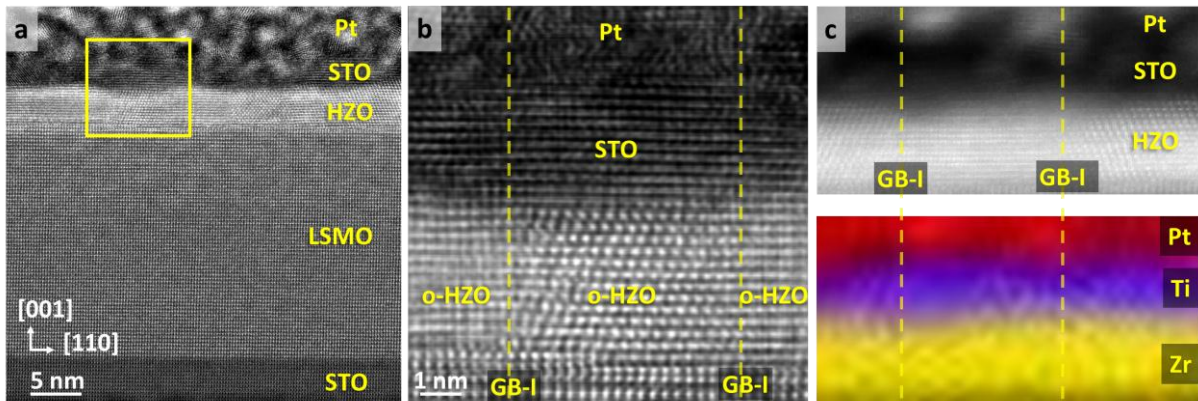 a
Pt
STO
HZO
LSMO
[001]
[110]
5 nm
STO
b
Pt
STO
o-HZO
o-HZO
o-HZO
1 nm
GB-I
GB-I
c
Pt
STO
HZO
GB-I
GB-I
Pt
Ti
Zr